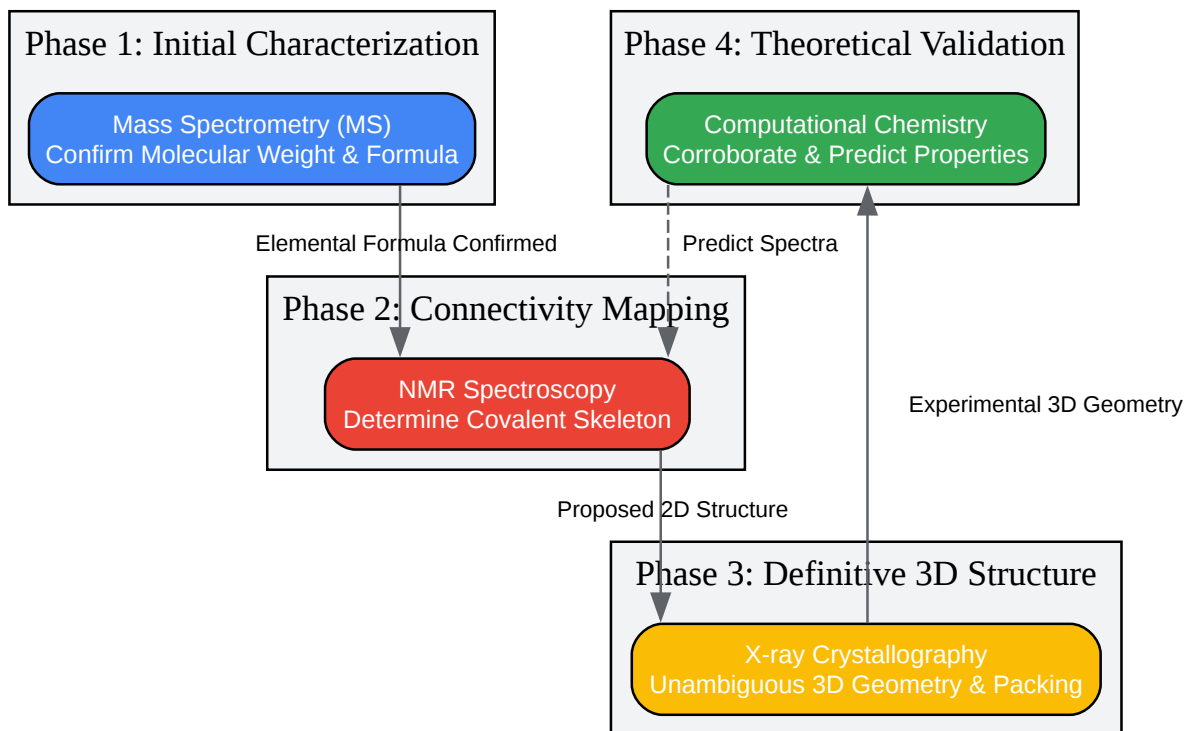 Phase 1: Initial Characterization
Mass Spectrometry (MS)
Confirm Molecular Weight & Formula
Phase 4: Theoretical Validation
Computational Chemistry
Corroborate & Predict Properties
Elemental Formula Confirmed
Predict Spectra
Phase 2: Connectivity Mapping
NMR Spectroscopy
Determine Covalent Skeleton
Experimental 3D Geometry
Proposed 2D Structure
Phase 3: Definitive 3D Structure
X-ray Crystallography
Unambiguous 3D Geometry & Packing